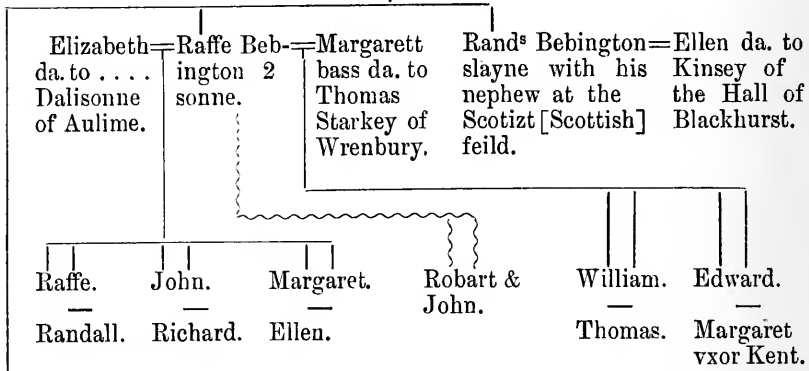 Elizabeth=Raffe Beb-=Margarett Randˢ Bebington=Ellen da. to
da. to .... ington 2 bass da. to slayne with his Kinsey of
Dalisonne sonne. Thomas nephew at the the Hall of
of Aulime. Starkey of Scotizt [Scottish] Blackhurst.
Wrenbury. feild.
Raffe. John. Margaret. Robart & William. Edward.
John.
Randall. Richard. Ellen. Thomas. Margaret
vxor Kent.